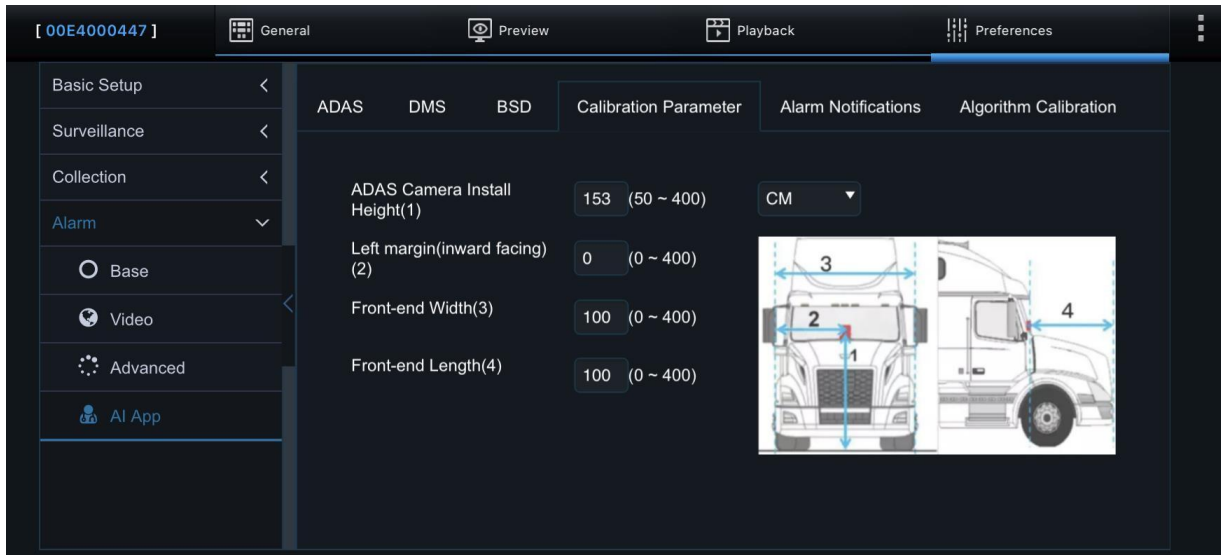 [ 00E4000447 ]
General
Preview
Playback
Preferences
Basic Setup
Surveillance
Collection
Alarm
Base
Video
Advanced
AI App
ADAS
DMS
BSD
Calibration Parameter
Alarm Notifications
Algorithm Calibration
ADAS Camera Install
Height(1)
153 (50 ~ 400)
CM
Left margin(inward facing)
(2)
0 (0 ~ 400)
Front-end Width(3)
100 (0 ~ 400)
Front-end Length(4)
100 (0 ~ 400)
3
2
1
4